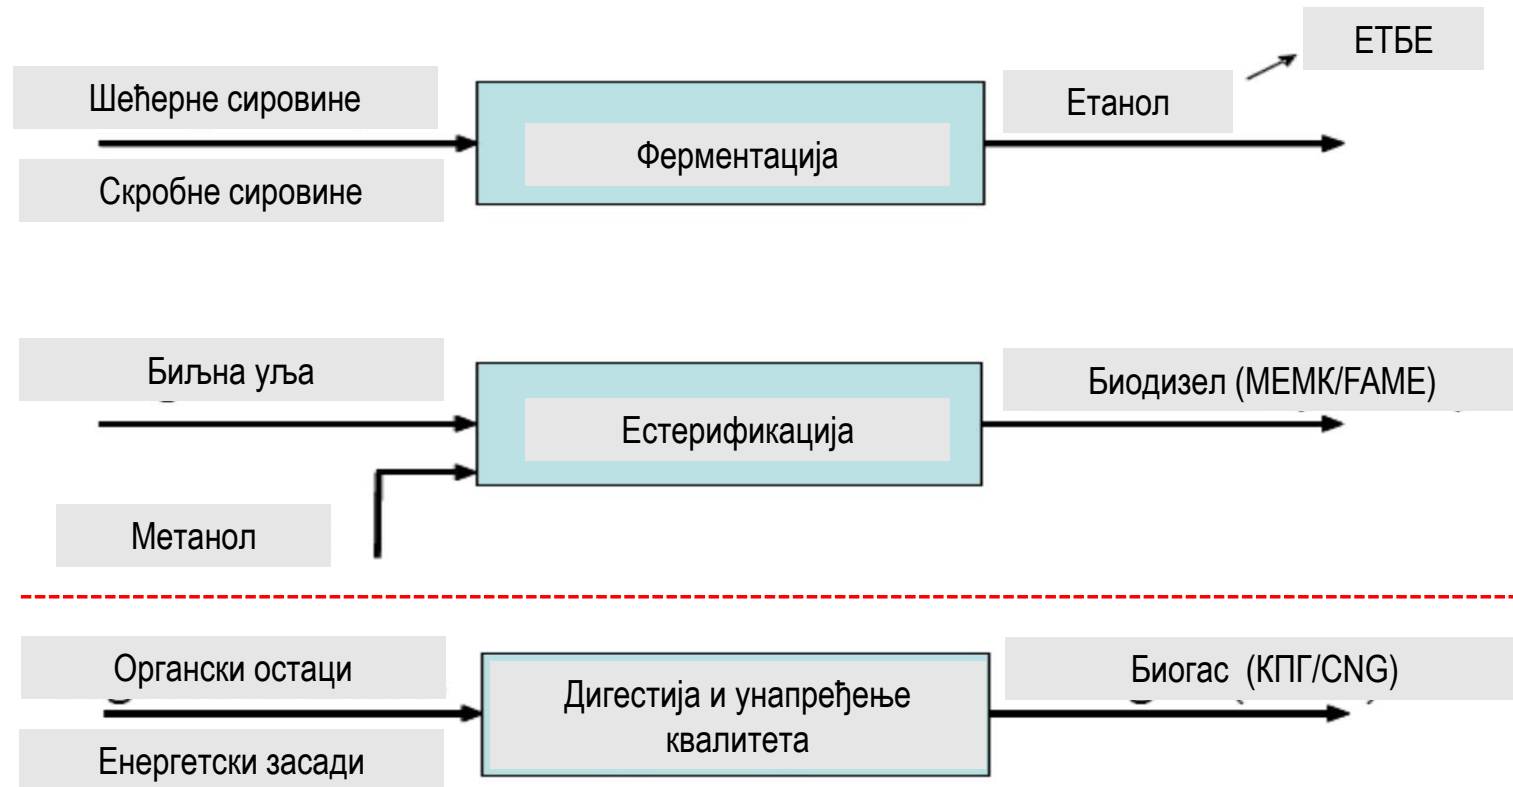 ЕТБЕ
Шећерне сировине
Етанол
Ферментација
Скробне сировине
Биљна уља
Биодизел (МЕМК/FAME)
Естерификација
Метанол
Органски остаци
Биогас (КПГ/CNG)
Дигестија и унапређење
квалитета
Енергетски засади